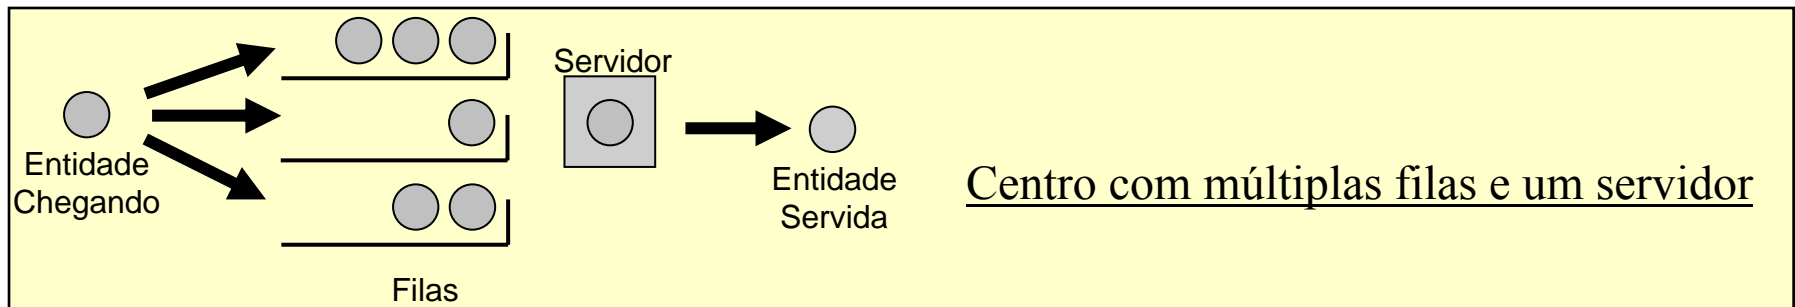 Entidade
Chegando
Filas
Servidor
Entidade
Servida
Centro com múltiplas filas e um servidor